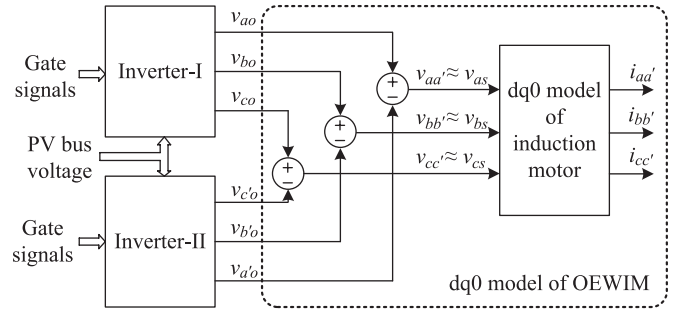 Gate
signals
Inverter-I
v_ao
v_bo
v_co
+
−
+
−
+
−
v_aa' ≈ v_as
v_bb' ≈ v_bs
v_cc' ≈ v_cs
dq0 model
of
induction
motor
i_aa'
i_bb'
i_cc'
PV bus
voltage
Gate
signals
Inverter-II
v_c'o
v_b'o
v_a'o
dq0 model of OEWIM